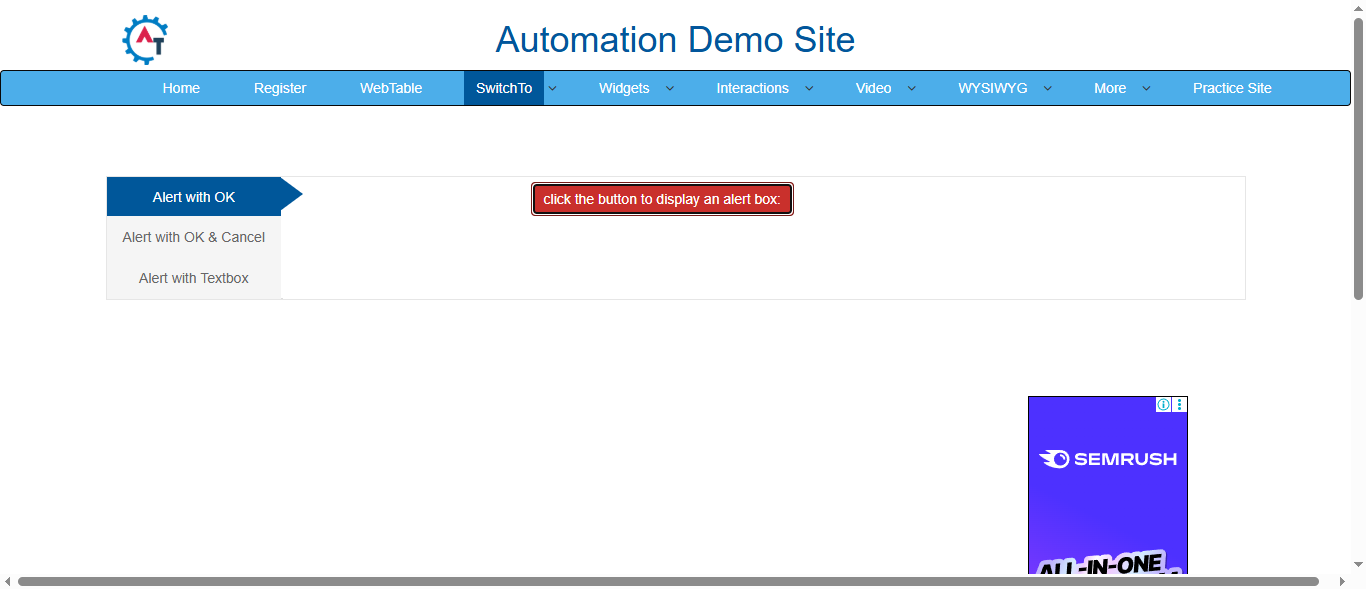 AT
Automation Demo Site
Home Register WebTable SwitchTo Widgets Interactions Video WYSIWYG More Practice Site
Alert with OK
click the button to display an alert box:
Alert with OK & Cancel
Alert with Textbox
SEMRUSH
ALL-IN-ONE